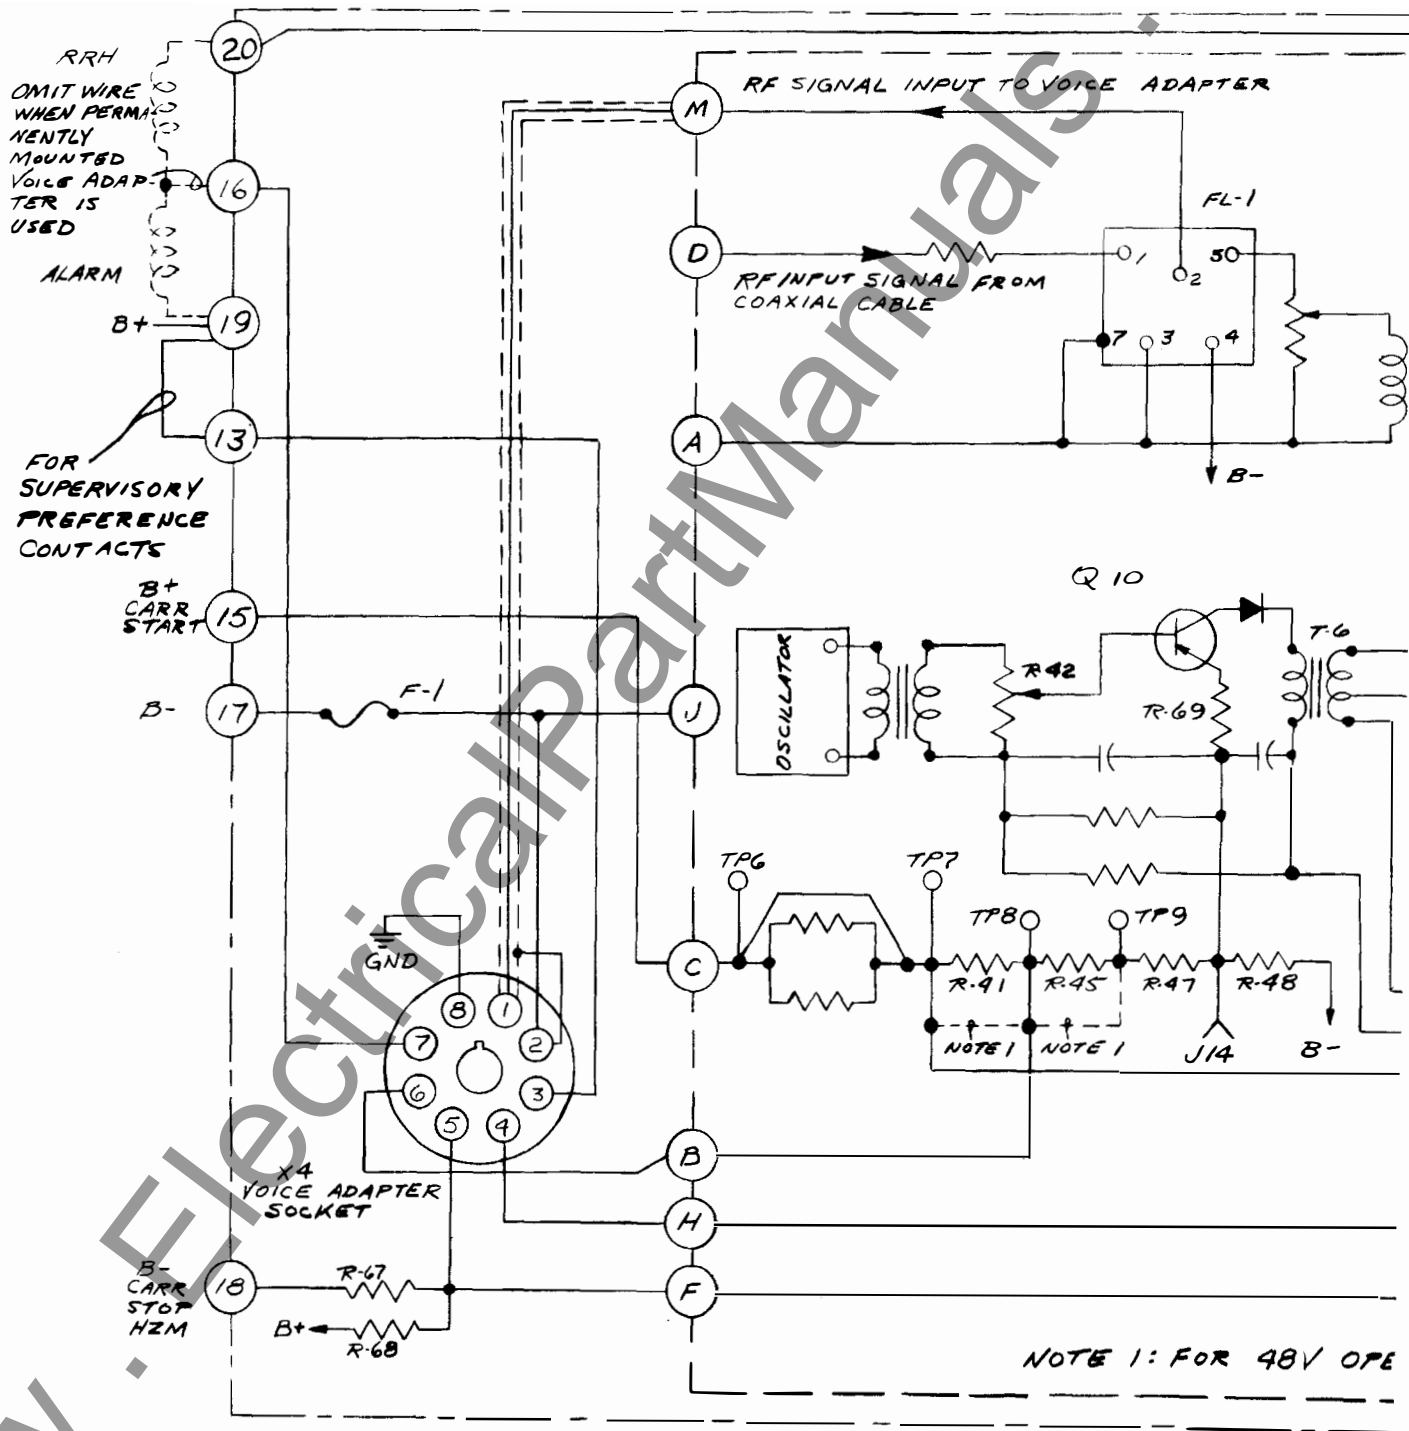 20
RRH
OMIT WIRE
WHEN PERMA-
NENTLY
MOUNTED
VOICE ADAP-
TER IS
USED
16
ALARM
B+
19
13
FOR
SUPERVISORY
PREFERENCE
CONTACTS
B+
CARR
START
15
B-
17
F-1
M
RF SIGNAL INPUT TO VOICE ADAPTER
FL-1
D
1
2
5
RF INPUT SIGNAL FROM
COAXIAL CABLE
7
3
4
A
B-
Q 10
OSCILLATOR
R-42
T-6
R-69
J
TP6
TP7
TP8
TP9
C
R-41
R-45
R-47
R-48
NOTE 1
NOTE 1
J14
B-
GND
8
1
7
2
6
3
5
4
X4
VOICE ADAPTER
SOCKET
B
H
F
B-
CARR
STOP
HZM
18
R-67
B+
R-68
NOTE 1: FOR 48V OPE
. ElectricalPartManuals .